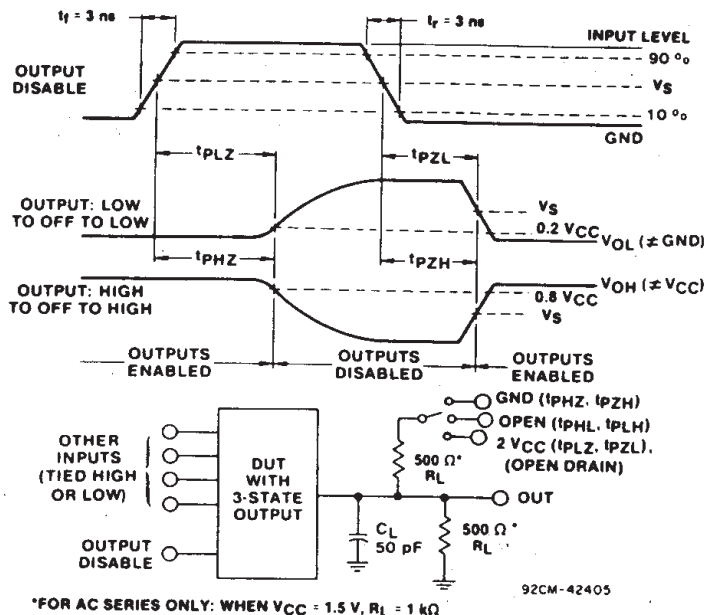 tf = 3 ns
tr = 3 ns
INPUT LEVEL
90 %
VS
10 %
GND
OUTPUT
DISABLE
tPLZ
tPZL
OUTPUT: LOW
TO OFF TO LOW
VS
0.2 VCC
VOL (≠ GND)
tPHZ
tPZH
OUTPUT: HIGH
TO OFF TO HIGH
VOH (≠ VCC)
0.8 VCC
VS
OUTPUTS
ENABLED
OUTPUTS
DISABLED
OUTPUTS
ENABLED
GND (tPHZ, tPZH)
OPEN (tPHL, tPLH)
2 VCC (tPLZ, tPZL),
(OPEN DRAIN)
OTHER
INPUTS
(TIED HIGH
OR LOW)
OUTPUT
DISABLE
DUT
WITH
3-STATE
OUTPUT
500 Ω*
RL
OUT
CL
50 pF
500 Ω*
RL
92CM-42405
*FOR AC SERIES ONLY: WHEN VCC = 1.5 V, RL = 1 kΩ